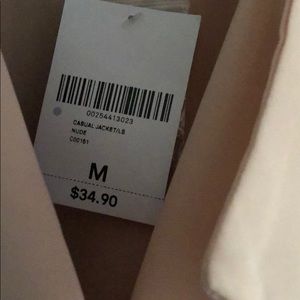 00254413023
CASUAL JACKET/LS
NUDE
C00151
M
$34.90